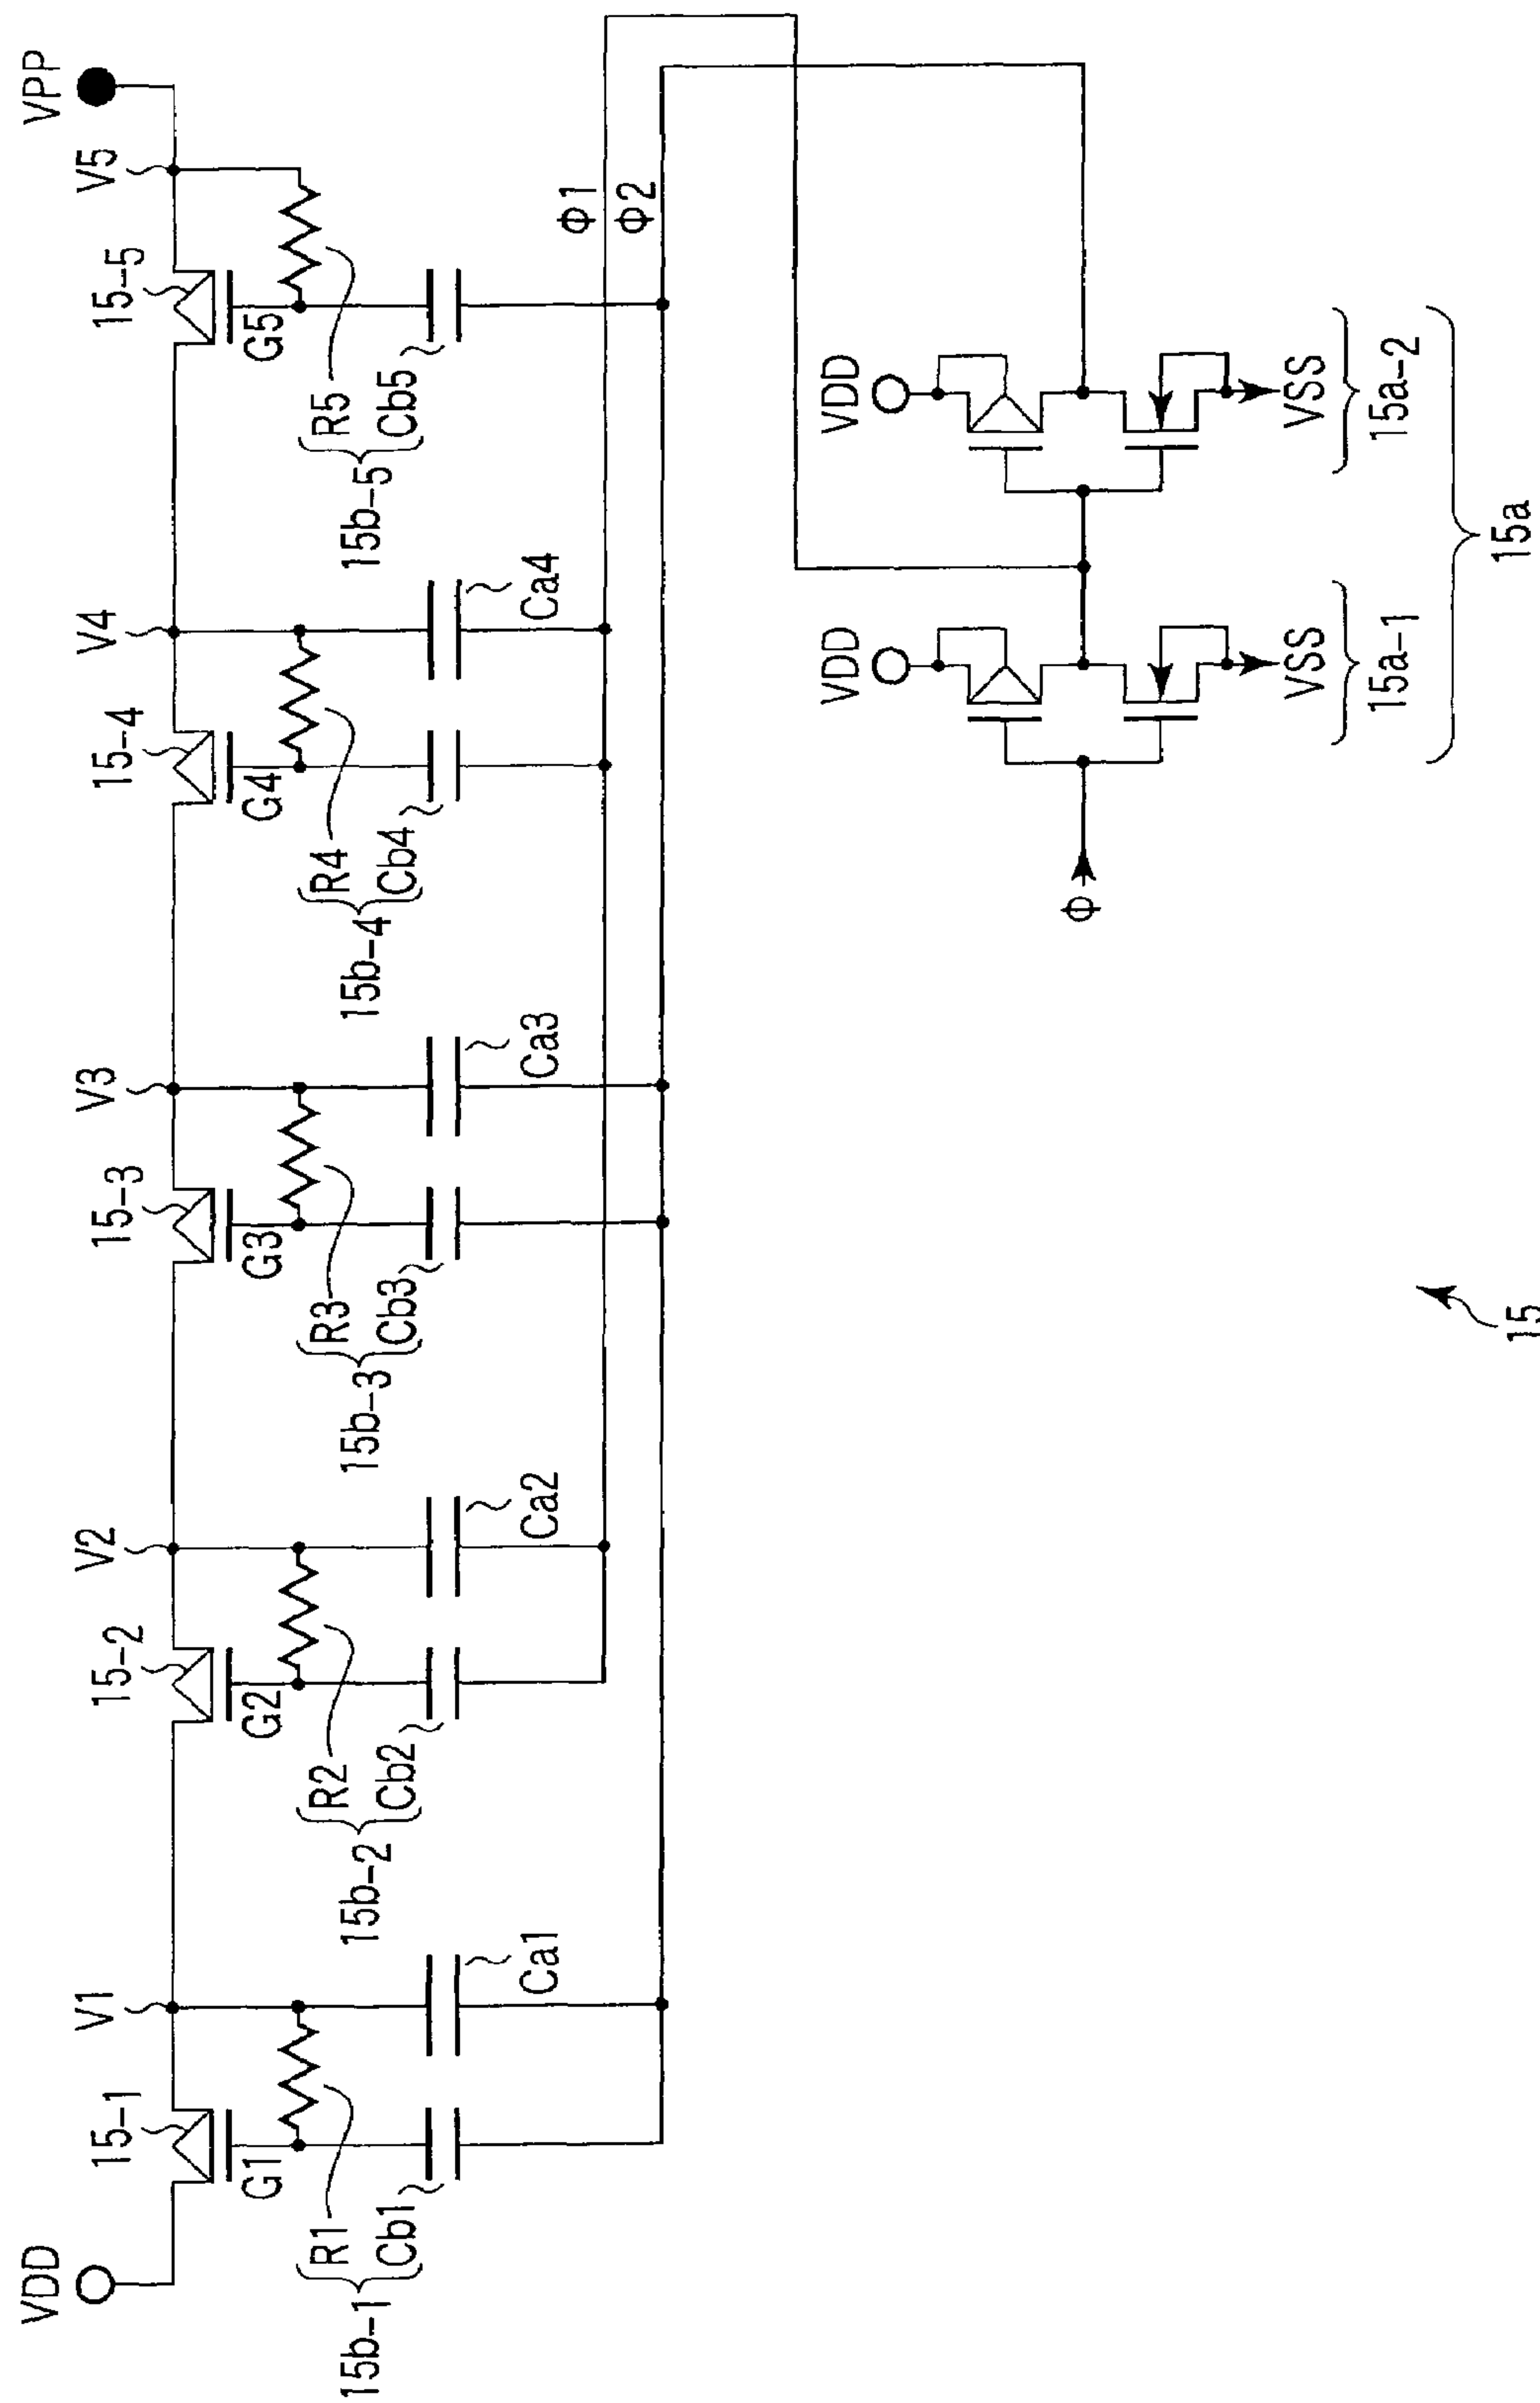 VDD
VPP
V1
V2
V3
V4
V5
15-1
15-2
15-3
15-4
15-5
G1
G2
G3
G4
G5
R1
Cb1
15b-1
Ca1
R2
Cb2
15b-2
Ca2
R3
Cb3
15b-3
Ca3
R4
Cb4
15b-4
Ca4
R5
Cb5
15b-5
Φ1
Φ2
VDD
VDD
Φ
VSS
VSS
15a-1
15a-2
15a
15